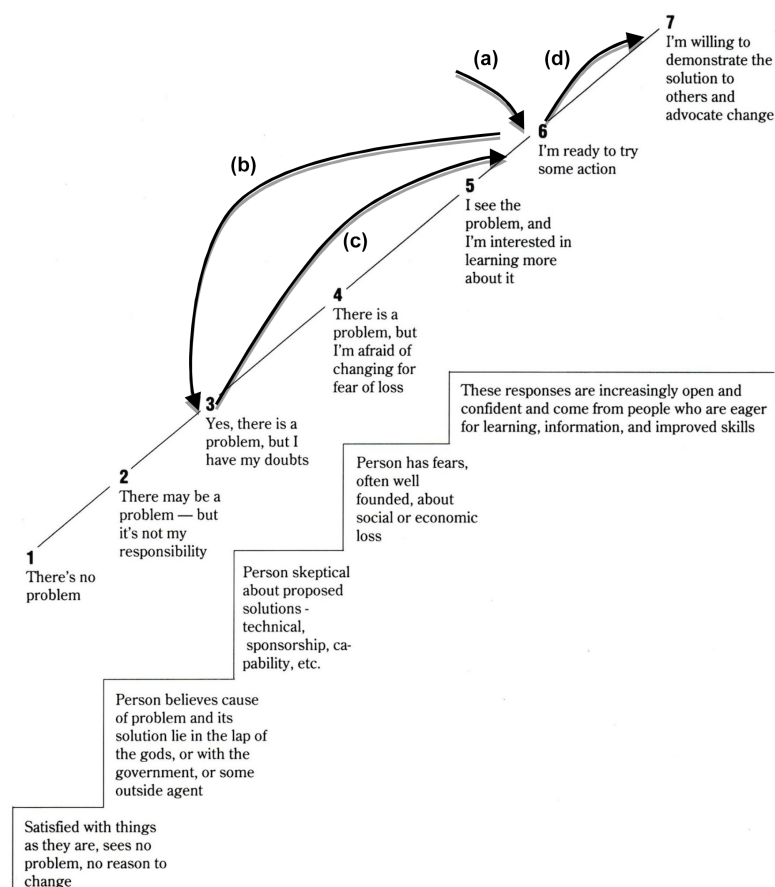 7
I'm willing to
demonstrate the
solution to
others and
advocate change
(a)
(d)
6
I'm ready to try
some action
(b)
5
I see the
problem, and
I'm interested in
learning more
about it
(c)
4
There is a
problem, but
I'm afraid of
changing for
fear of loss
3
Yes, there is a
problem, but I
have my doubts
2
There may be a
problem — but
it's not my
responsibility
1
There's no
problem
These responses are increasingly open and
confident and come from people who are eager
for learning, information, and improved skills
Person has fears,
often well
founded, about
social or economic
loss
Person skeptical
about proposed
solutions -
technical,
sponsorship, ca-
pability, etc.
Person believes cause
of problem and its
solution lie in the lap of
the gods, or with the
government, or some
outside agent
Satisfied with things
as they are, sees no
problem, no reason to
change